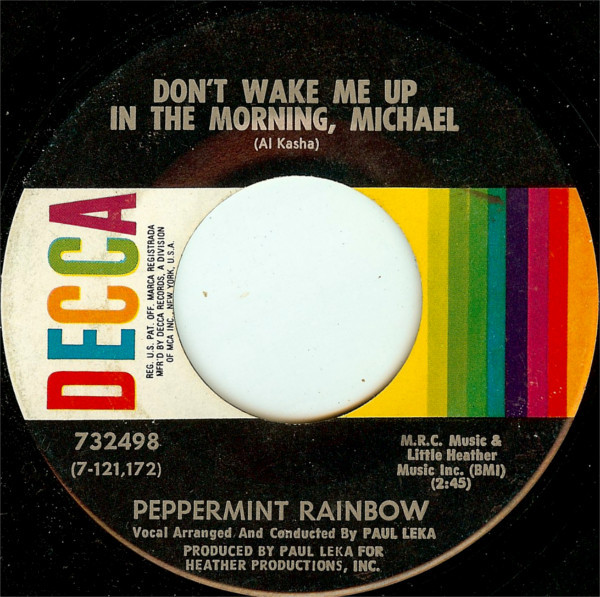 DON'T WAKE ME UP
IN THE MORNING, MICHAEL
(Al Kasha)
DECCA
REG. U.S. PAT. OFF. MARCA REGISTRADA
MFR'D BY DECCA RECORDS, A DIVISION
OF MCA INC., NEW YORK, U.S.A.
732498
(7-121,172)
M.R.C. Music &
Little Heather
Music Inc. (BMI)
(2:45)
PEPPERMINT RAINBOW
Vocal Arranged And Conducted By PAUL LEKA
PRODUCED BY PAUL LEKA FOR
HEATHER PRODUCTIONS, INC.